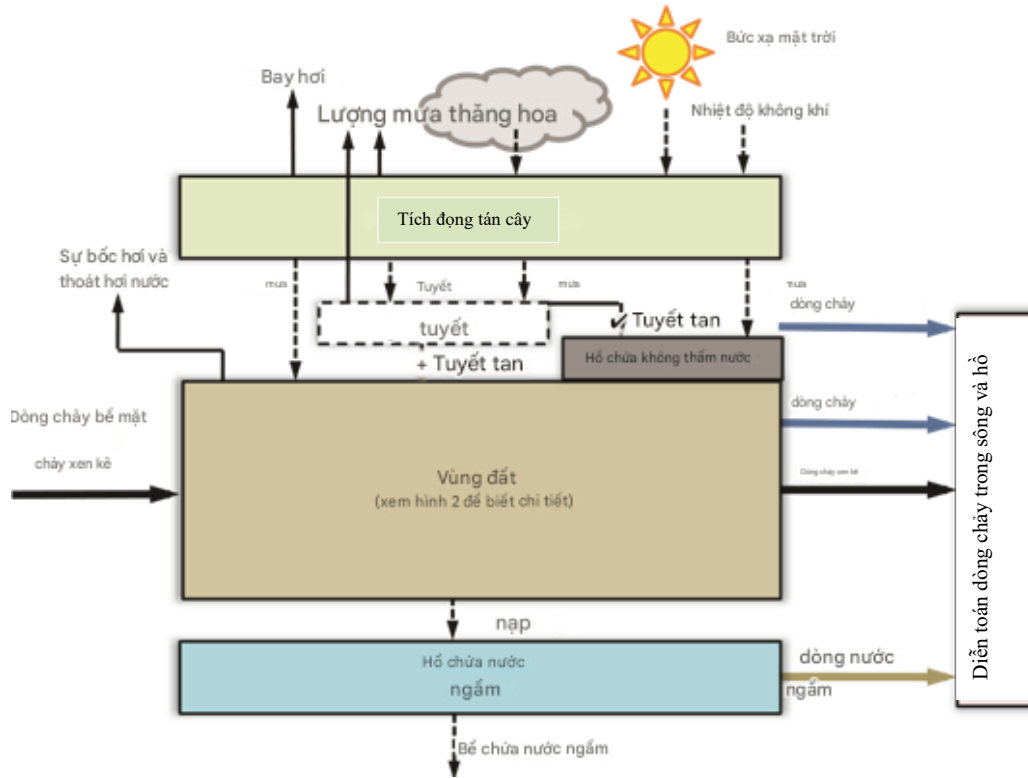 Bức xạ mặt trời
Bay hơi
Lượng mưa thăng hoa
Nhiệt độ không khí
Tích đọng tán cây
Sự bốc hơi và
thoát hơi nước
mưa
Tuyết
mưa
mưa
dòng chảy
tuyết
Tuyết tan
+ Tuyết tan
Hồ chứa không thấm nước
Dòng chảy bề mặt
dòng chảy
chảy xen kẽ
Vùng đất
(xem hình 2 để biết chi tiết)
Dòng chảy xen kẽ
Diễn toán dòng chảy trong sông và hồ
nạp
Hồ chứa nước
ngầm
dòng nước
ngầm
Bể chứa nước ngầm